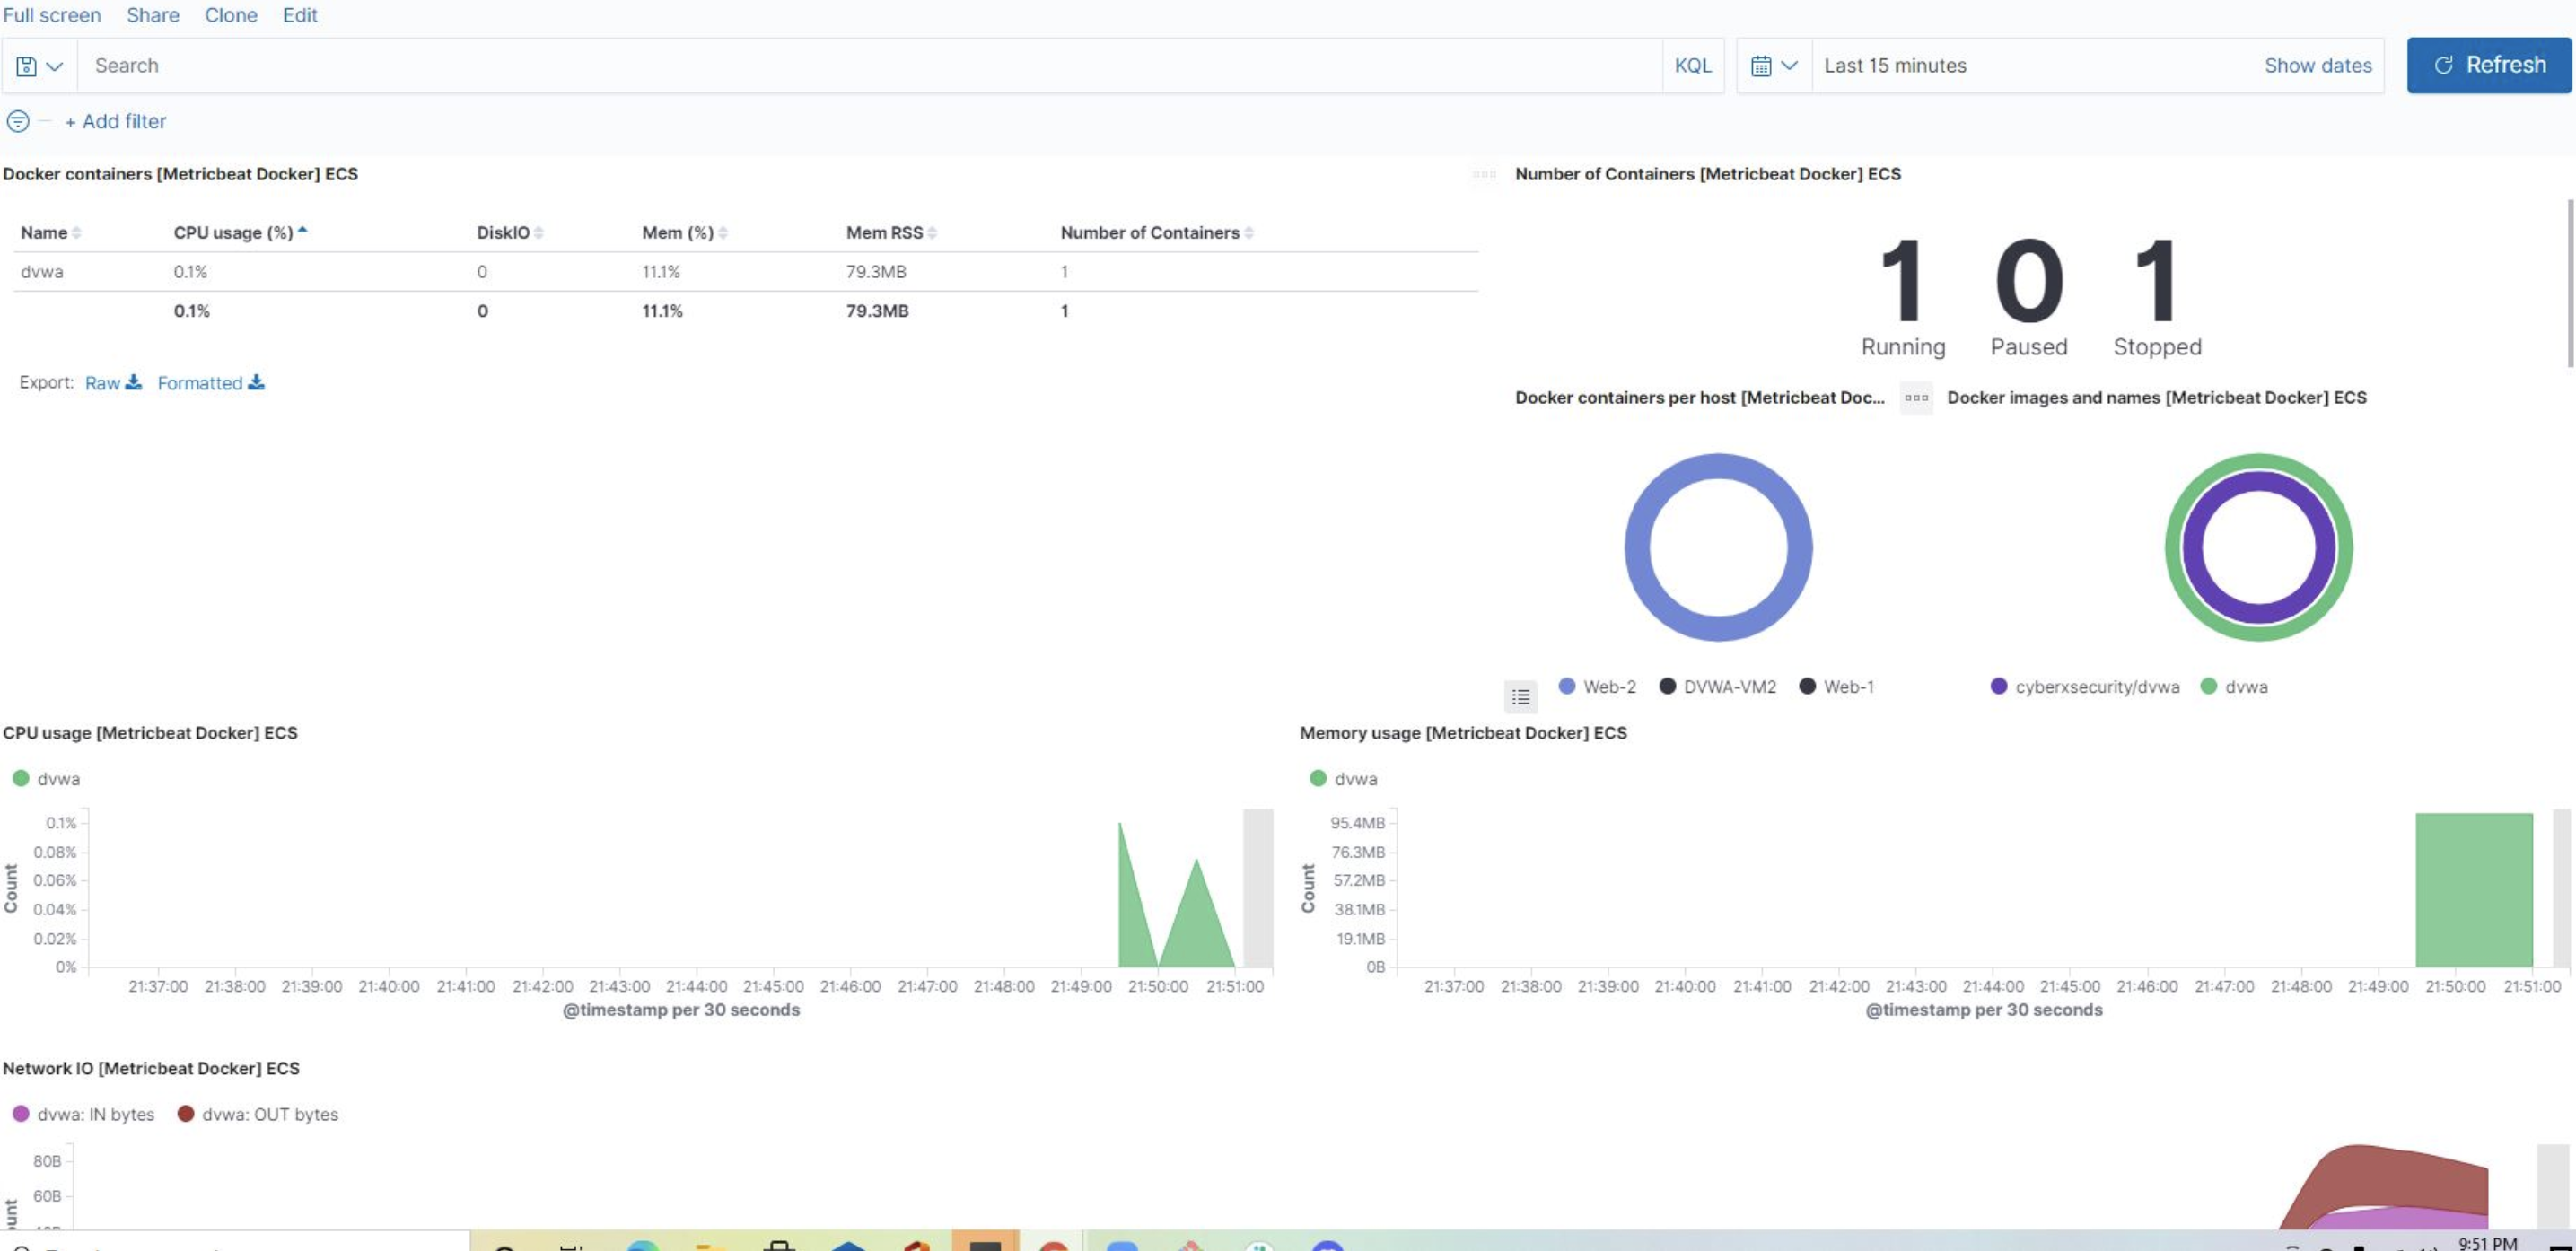 Full screen Share Clone Edit
Search KQL Last 15 minutes Show dates Refresh
+ Add filter
Docker containers [Metricbeat Docker] ECS
Name CPU usage (%) DiskIO Mem (%) Mem RSS Number of Containers
dvwa 0.1% 0 11.1% 79.3MB 1
0.1% 0 11.1% 79.3MB 1
Export: Raw Formatted
Number of Containers [Metricbeat Docker] ECS
1 0 1
Running Paused Stopped
Docker containers per host [Metricbeat Doc...
Docker images and names [Metricbeat Docker] ECS
Web-2 DVWA-VM2 Web-1
cyberxsecurity/dvwa dvwa
CPU usage [Metricbeat Docker] ECS
dvwa
0.1%
0.08%
0.06%
0.04%
0.02%
0%
Count
21:37:00 21:38:00 21:39:00 21:40:00 21:41:00 21:42:00 21:43:00 21:44:00 21:45:00 21:46:00 21:47:00 21:48:00 21:49:00 21:50:00 21:51:00
@timestamp per 30 seconds
Memory usage [Metricbeat Docker] ECS
dvwa
95.4MB
76.3MB
57.2MB
38.1MB
19.1MB
0B
Count
21:37:00 21:38:00 21:39:00 21:40:00 21:41:00 21:42:00 21:43:00 21:44:00 21:45:00 21:46:00 21:47:00 21:48:00 21:49:00 21:50:00 21:51:00
@timestamp per 30 seconds
Network IO [Metricbeat Docker] ECS
dvwa: IN bytes dvwa: OUT bytes
80B
60B
9:51 PM